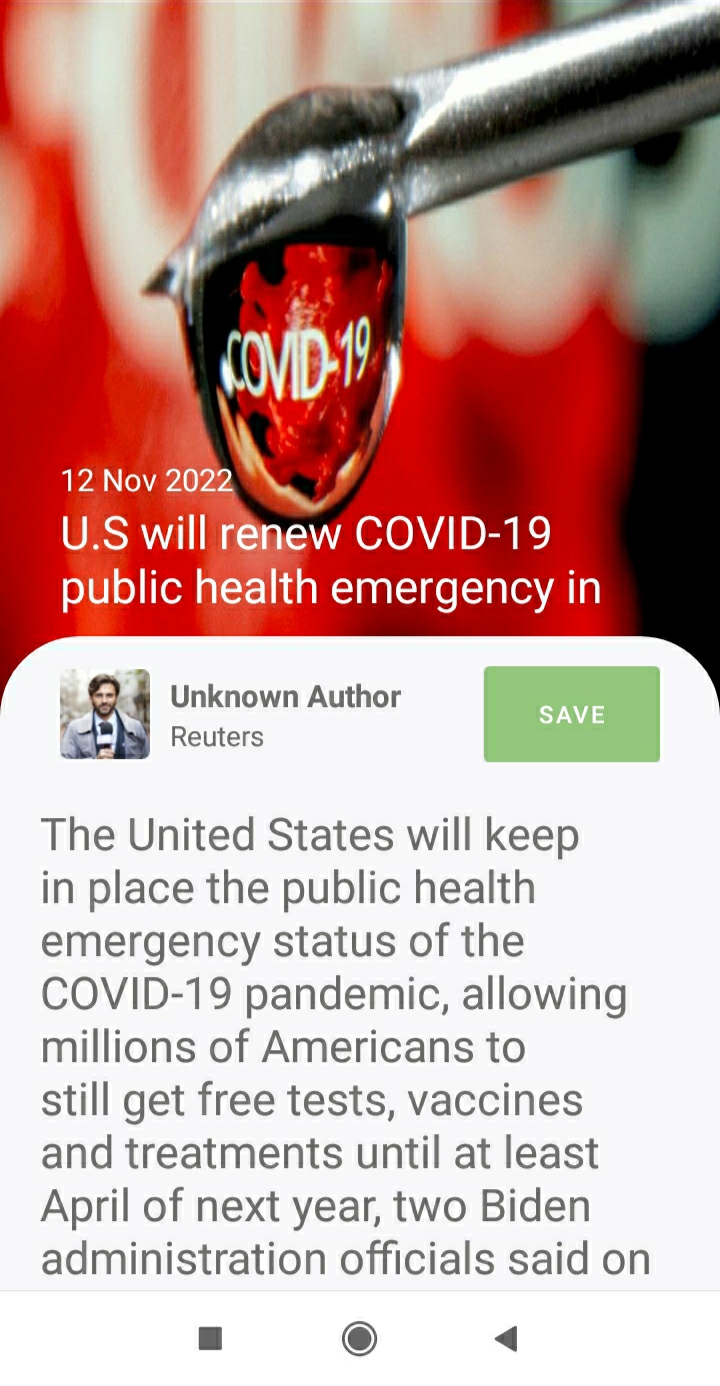 COVID-19
12 Nov 2022
U.S will renew COVID-19
public health emergency in
Unknown Author
Reuters
SAVE
The United States will keep
in place the public health
emergency status of the
COVID-19 pandemic, allowing
millions of Americans to
still get free tests, vaccines
and treatments until at least
April of next year, two Biden
administration officials said on